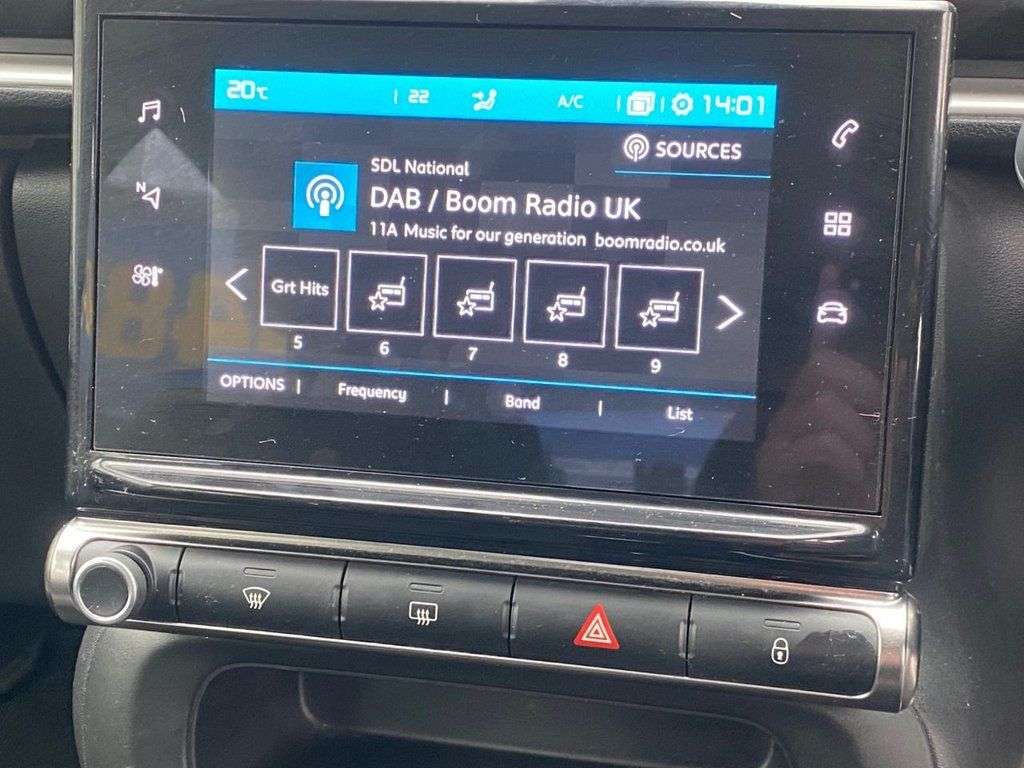 20°C 22 A/C 14:01
SOURCES
SDL National
DAB / Boom Radio UK
11A Music for our generation boomradio.co.uk
N
Grt Hits
5 6 7 8 9
OPTIONS Frequency Band List